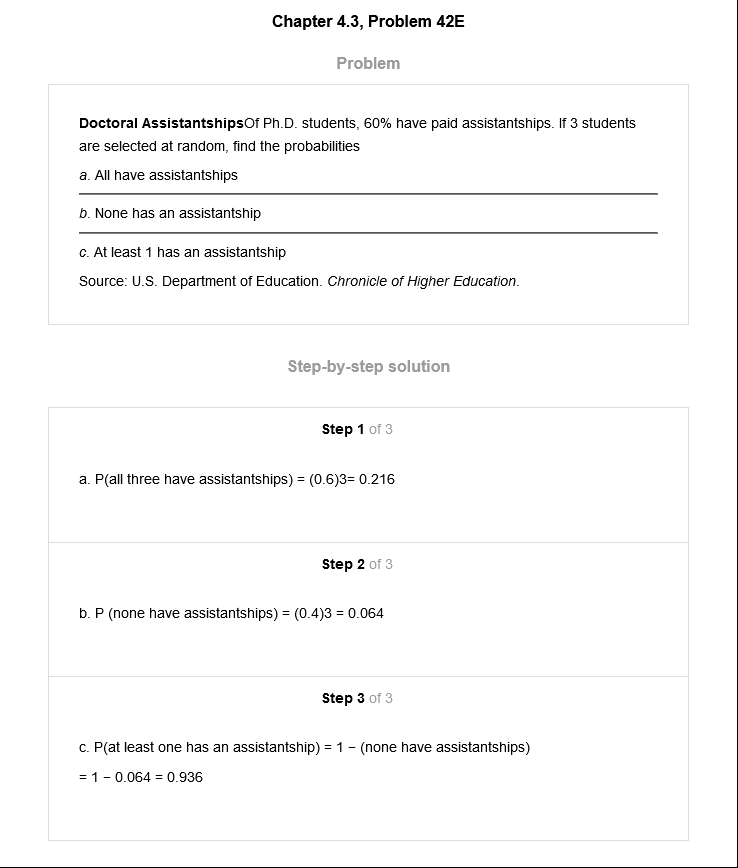 Chapter 4.3, Problem 42E
Problem
Doctoral AssistantshipsOf Ph.D. students, 60% have paid assistantships. If 3 students
are selected at random, find the probabilities
a. All have assistantships
b. None has an assistantship
c. At least 1 has an assistantship
Source: U.S. Department of Education. Chronicle of Higher Education.
Step-by-step solution
Step 1 of 3
a. P(all three have assistantships) = (0.6)3= 0.216
Step 2 of 3
b. P (none have assistantships) = (0.4)3 = 0.064
Step 3 of 3
c. P(at least one has an assistantship) = 1 − (none have assistantships)
= 1 − 0.064 = 0.936